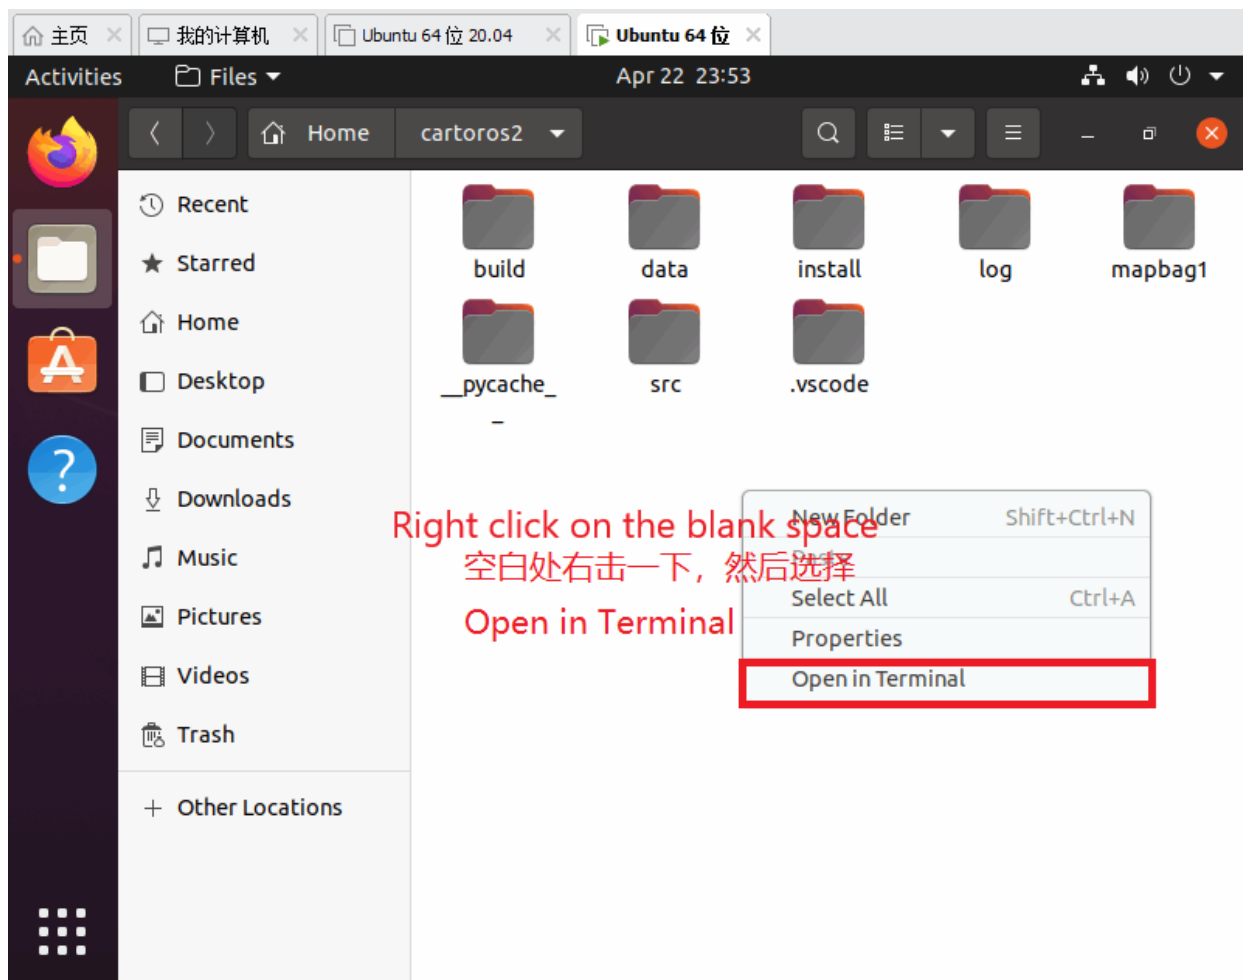 主页
我的计算机
Ubuntu 64 位 20.04
Ubuntu 64 位
Activities
Files
Apr 22 23:53
Home
cartoros2
Recent
Starred
Home
Desktop
Documents
Downloads
Music
Pictures
Videos
Trash
Other Locations
build
data
install
log
mapbag1
__pycache_
_
src
.vscode
Right click on the blank space
空白处右击一下，然后选择
Open in Terminal
New Folder Shift+Ctrl+N
Paste
Select All Ctrl+A
Properties
Open in Terminal